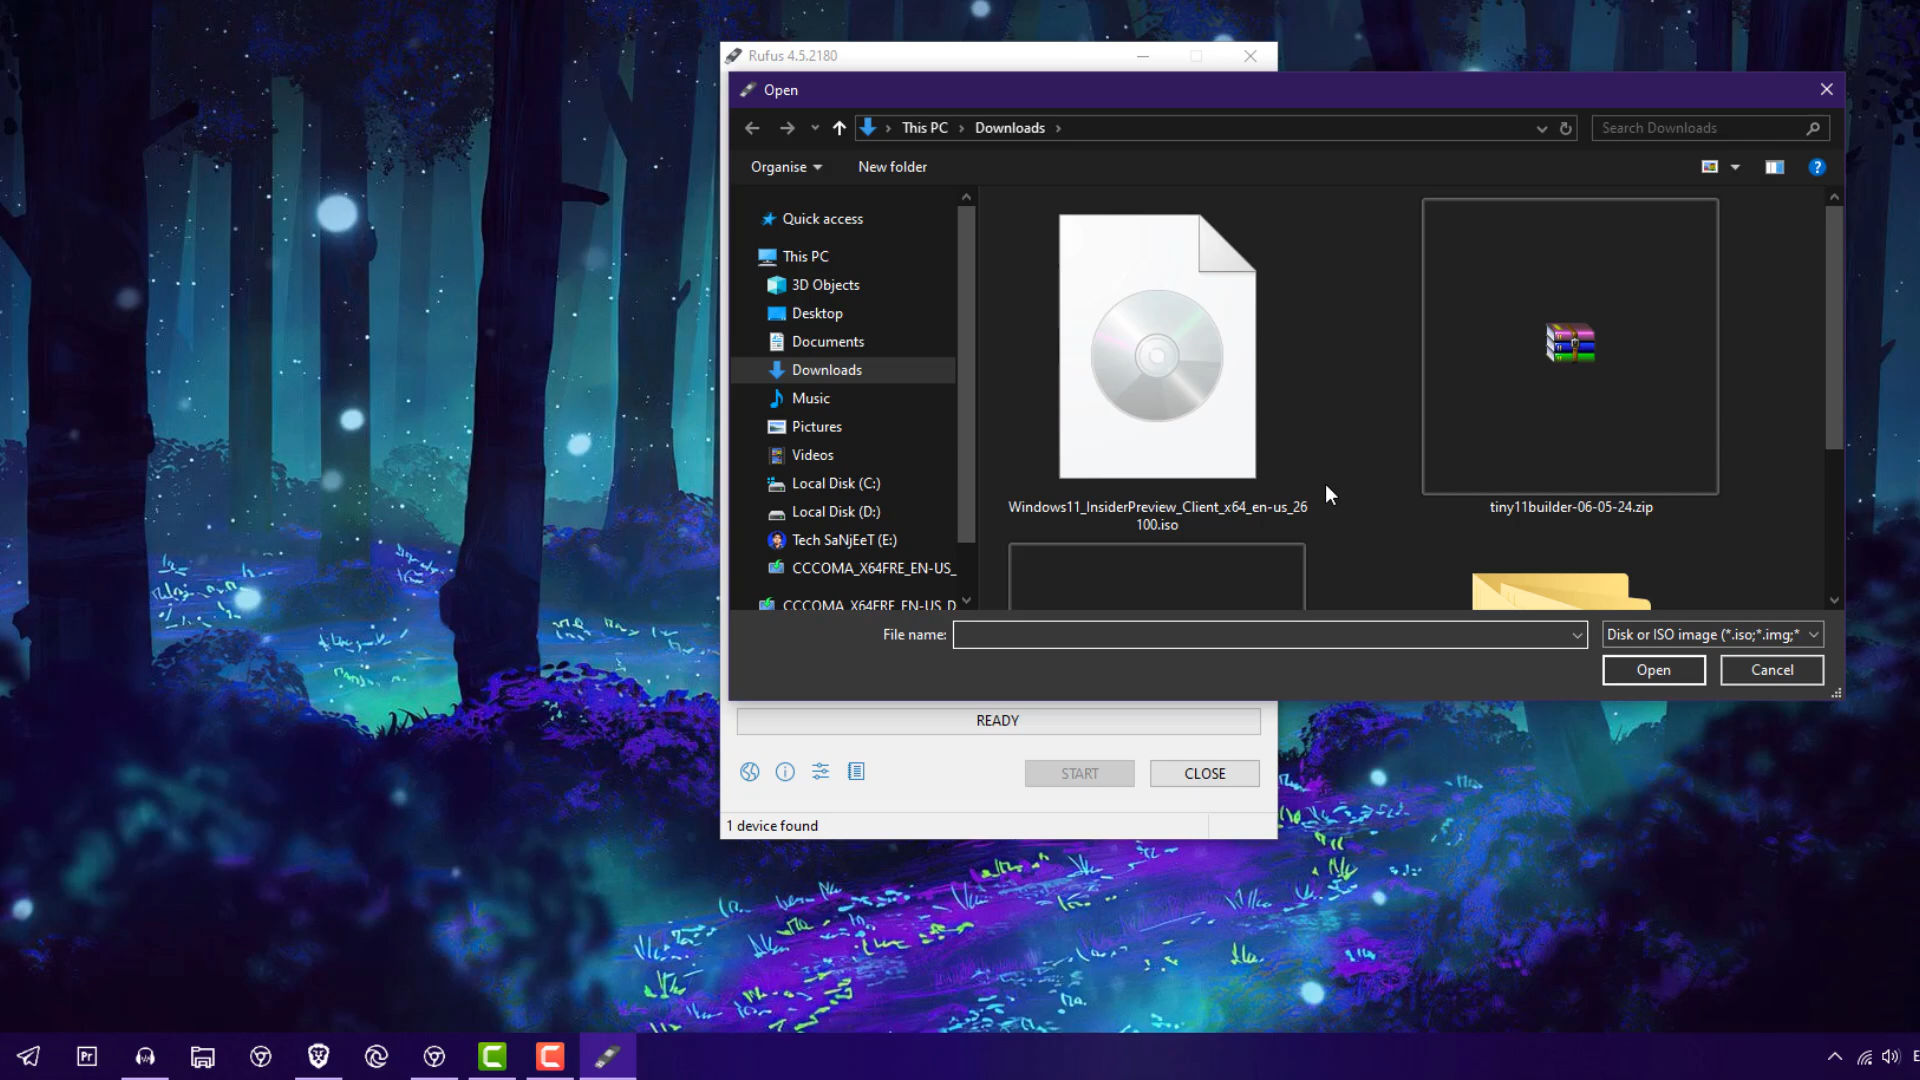 Rufus 4.5.2180
Open
This PC
Downloads
Search Downloads
Organise
New folder
Quick access
This PC
3D Objects
Desktop
Documents
Downloads
Music
Pictures
Videos
Local Disk (C:)
Local Disk (D:)
Tech SaNjEeT (E:)
CCCOMA_X64FRE_EN-US_
CCCOMA_X64FRE_EN-US_D
Windows11_InsiderPreview_Client_x64_en-us_26
100.iso
tiny11builder-06-05-24.zip
File name:
Disk or ISO image (*.iso;*.img;*
Open
Cancel
READY
START
CLOSE
1 device found
Pr
E